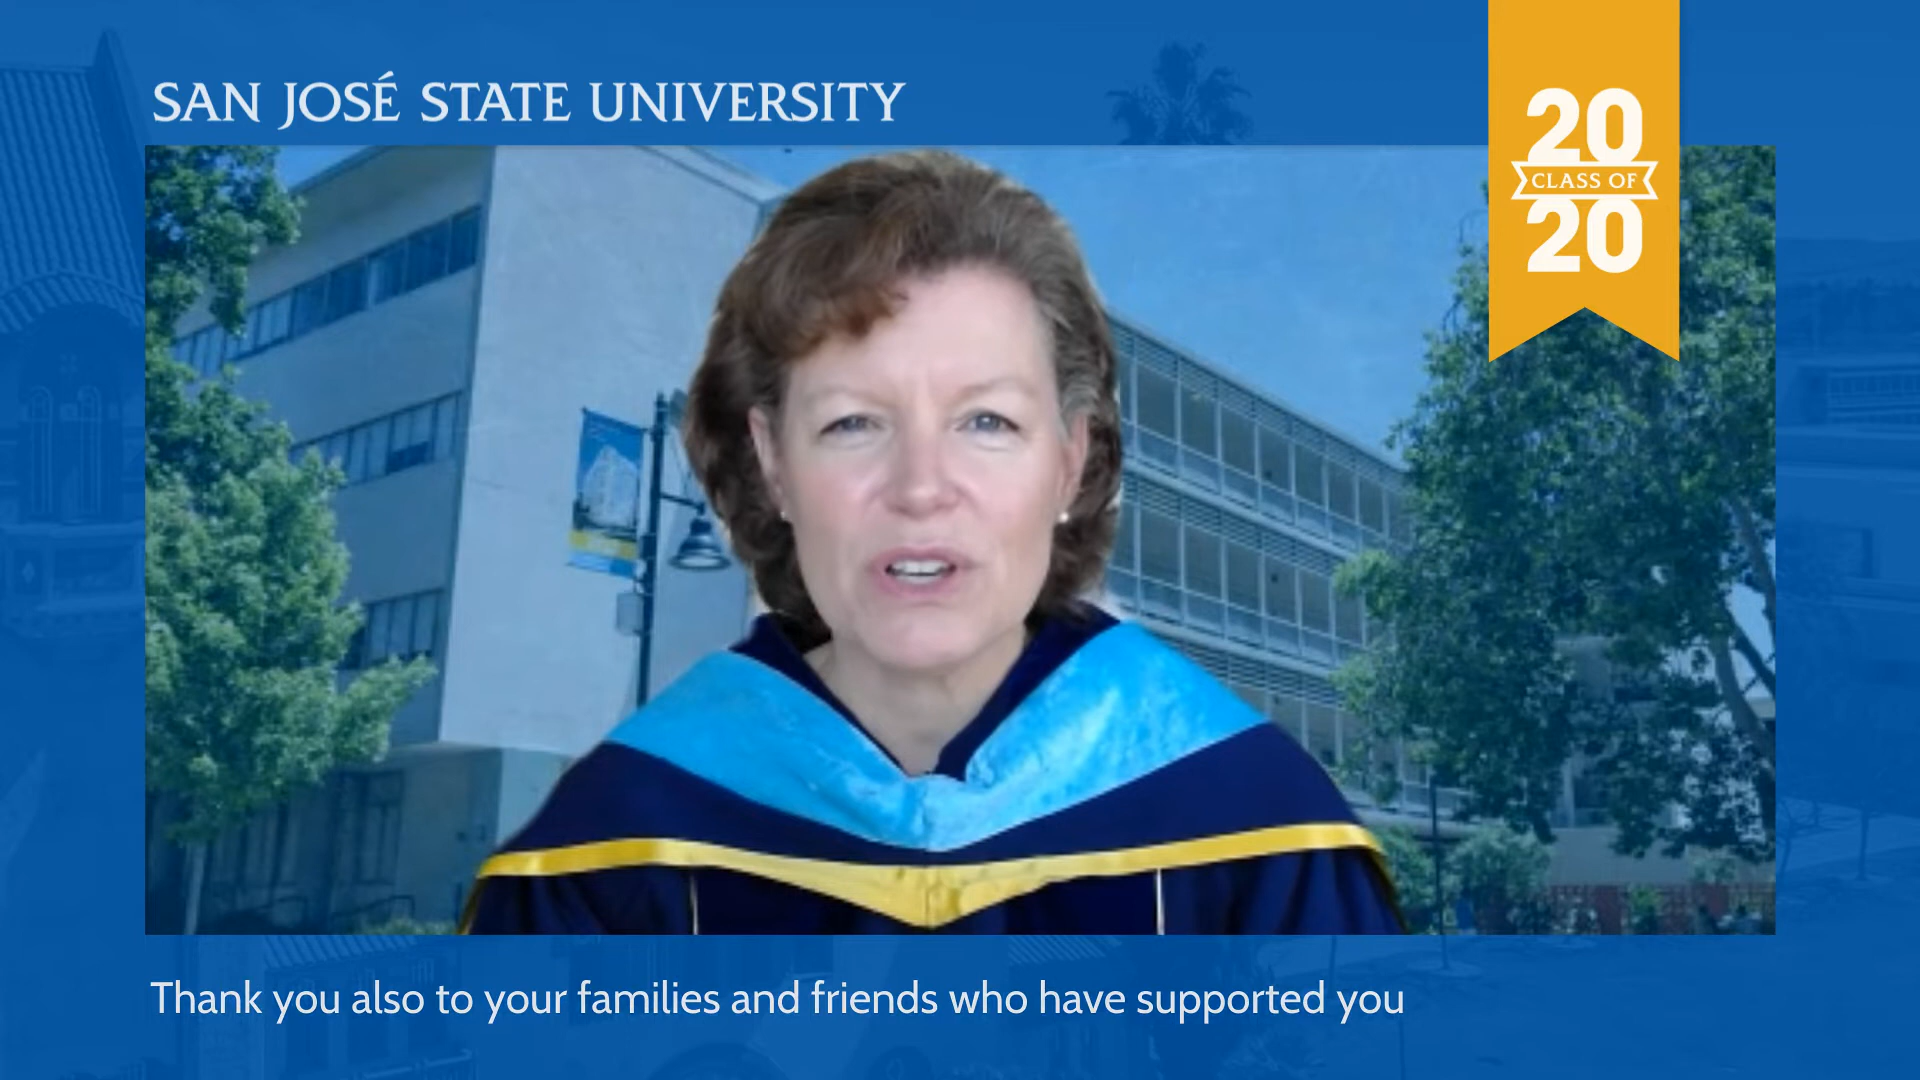 SAN JOSÉ STATE UNIVERSITY
20
CLASS OF
20
Thank you also to your families and friends who have supported you